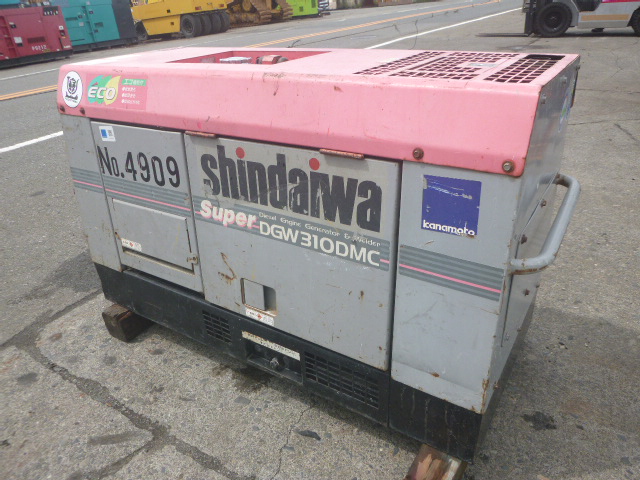 ECO
No.4909
shindaiwa
Super
Diesel Engine Generator & Welder
DGW310DMC
kanamoto